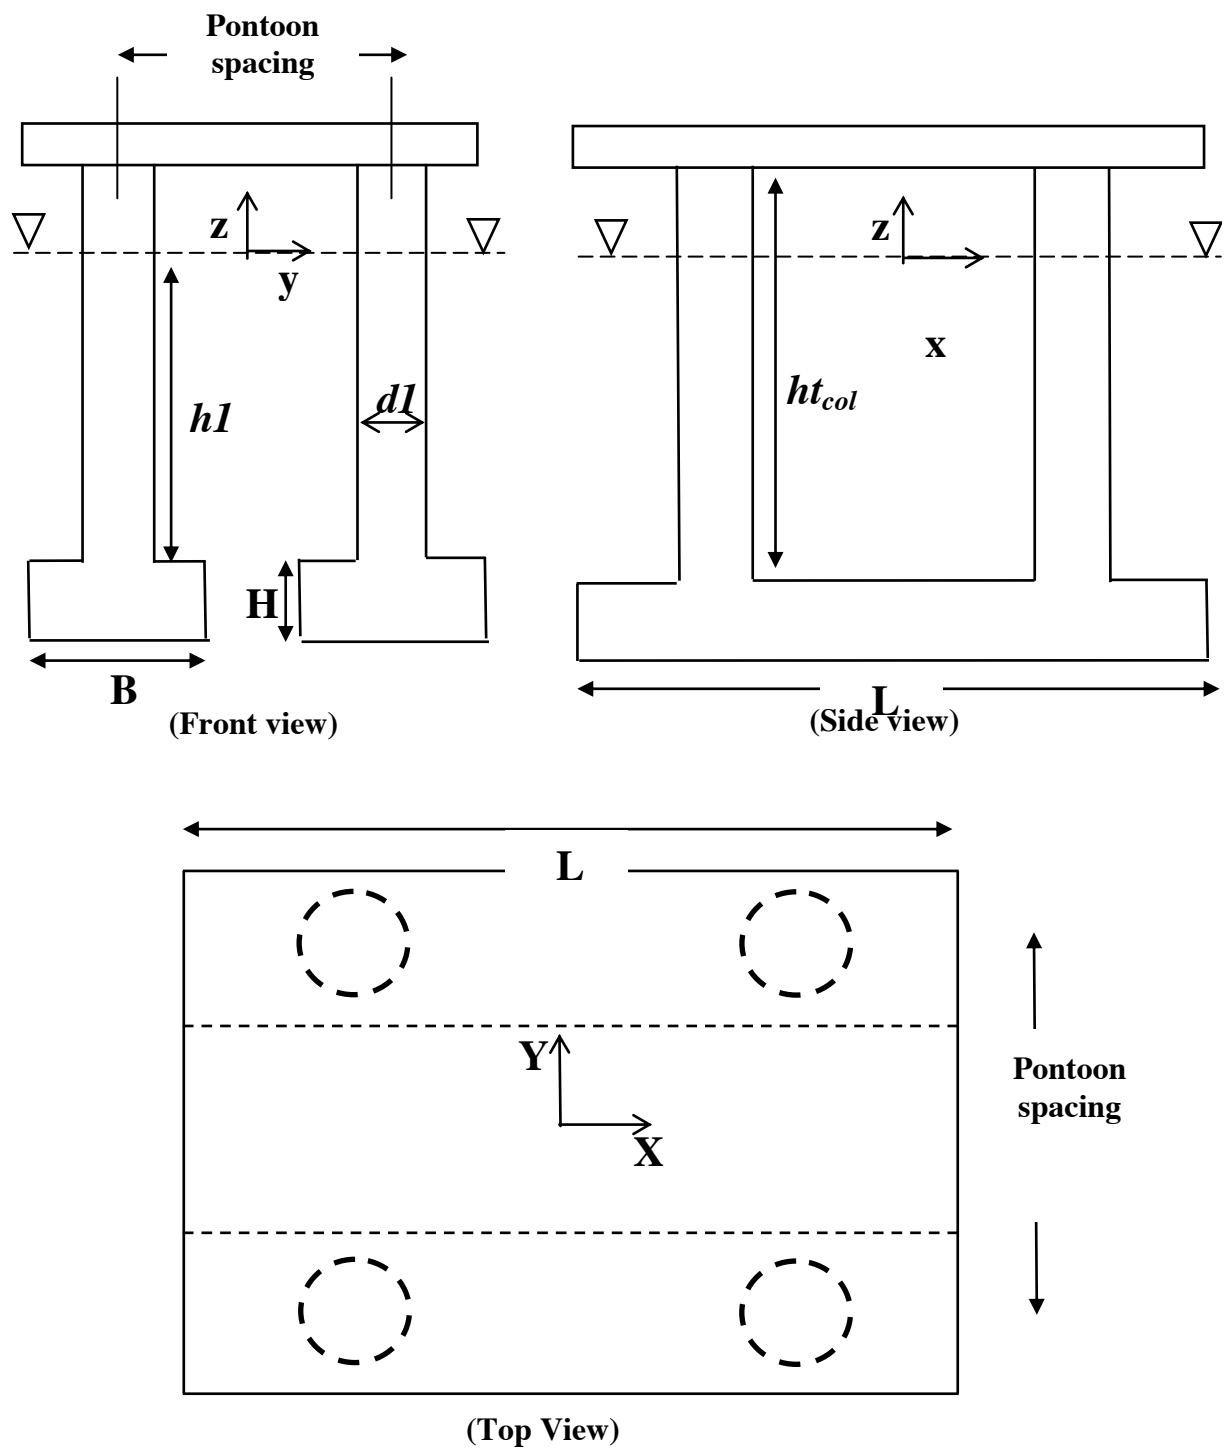 Pontoon
spacing
z
y
h1
d1
H
B
(Front view)
z
x
ht_col
L
(Side view)
L
Y
X
Pontoon
spacing
(Top View)